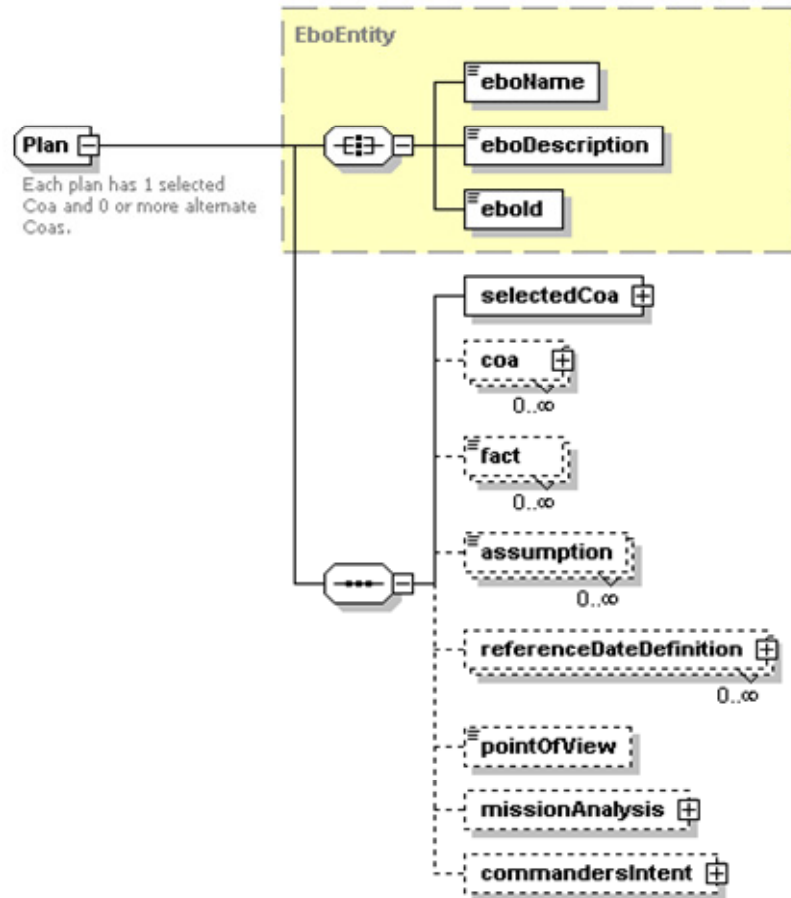 EboEntity
eboName
Plan
eboDescription
Each plan has 1 selected
Coa and 0 or more alternate
Coas.
eboId
selectedCoa
coa
0..∞
fact
0..∞
assumption
0..∞
referenceDateDefinition
0..∞
pointOfView
missionAnalysis
commandersIntent